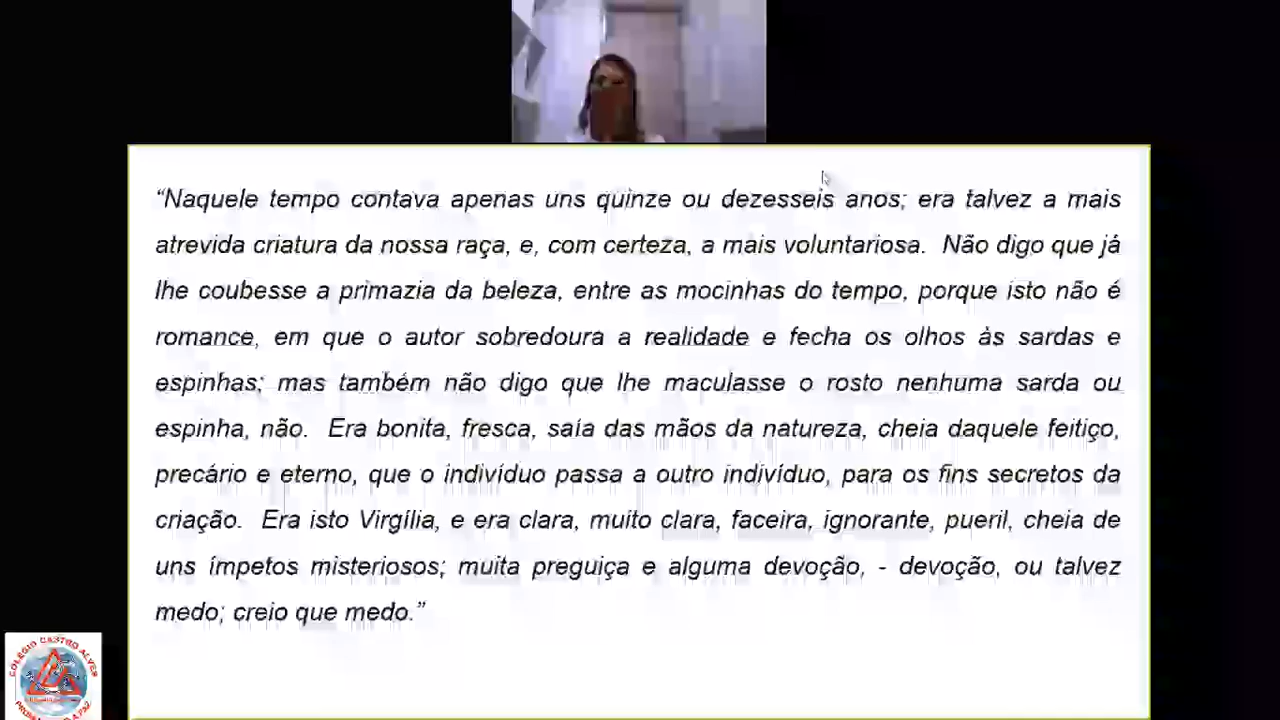 “Naquele tempo contava apenas uns quinze ou dezesseis anos; era talvez a mais
atrevida criatura da nossa raça, e, com certeza, a mais voluntariosa. Não digo que já
lhe coubesse a primazia da beleza, entre as mocinhas do tempo, porque isto não é
romance, em que o autor sobredoura a realidade e fecha os olhos às sardas e
espinhas; mas também não digo que lhe maculasse o rosto nenhuma sarda ou
espinha, não. Era bonita, fresca, saía das mãos da natureza, cheia daquele feitiço,
precário e eterno, que o indivíduo passa a outro indivíduo, para os fins secretos da
criação. Era isto Virgília, e era clara, muito clara, faceira, ignorante, pueril, cheia de
uns ímpetos misteriosos; muita preguiça e alguma devoção, - devoção, ou talvez
medo; creio que medo.”
COLÉGIO CASTRO ALVES